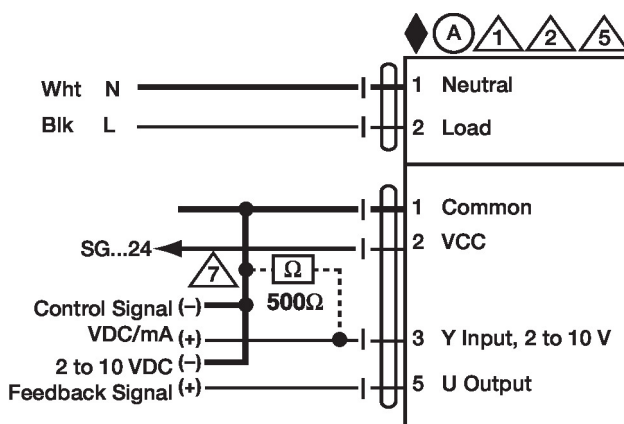 A 1 2 5
Wht N 1 Neutral
Blk L 2 Load
1 Common
SG...24 2 VCC
7 Ω
500Ω
Control Signal (–)
VDC/mA (+) 3 Y Input, 2 to 10 V
2 to 10 VDC (–)
Feedback Signal (+) 5 U Output